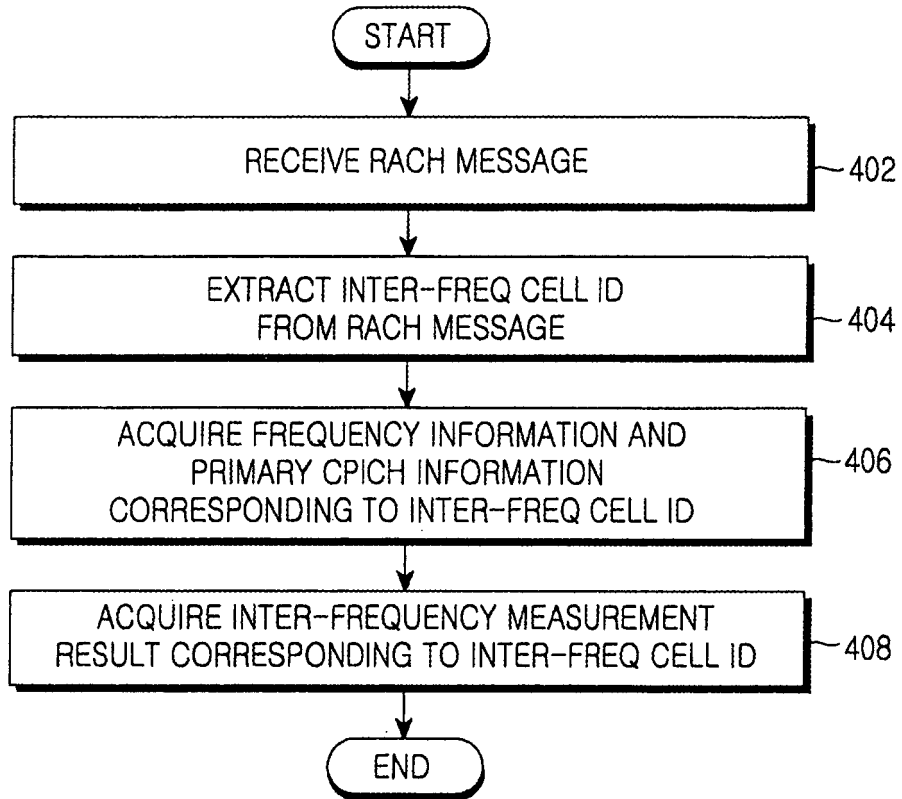 START
RECEIVE RACH MESSAGE
402
EXTRACT INTER-FREQ CELL ID
FROM RACH MESSAGE
404
ACQUIRE FREQUENCY INFORMATION AND
PRIMARY CPICH INFORMATION
CORRESPONDING TO INTER-FREQ CELL ID
406
ACQUIRE INTER-FREQUENCY MEASUREMENT
RESULT CORRESPONDING TO INTER-FREQ CELL ID
408
END